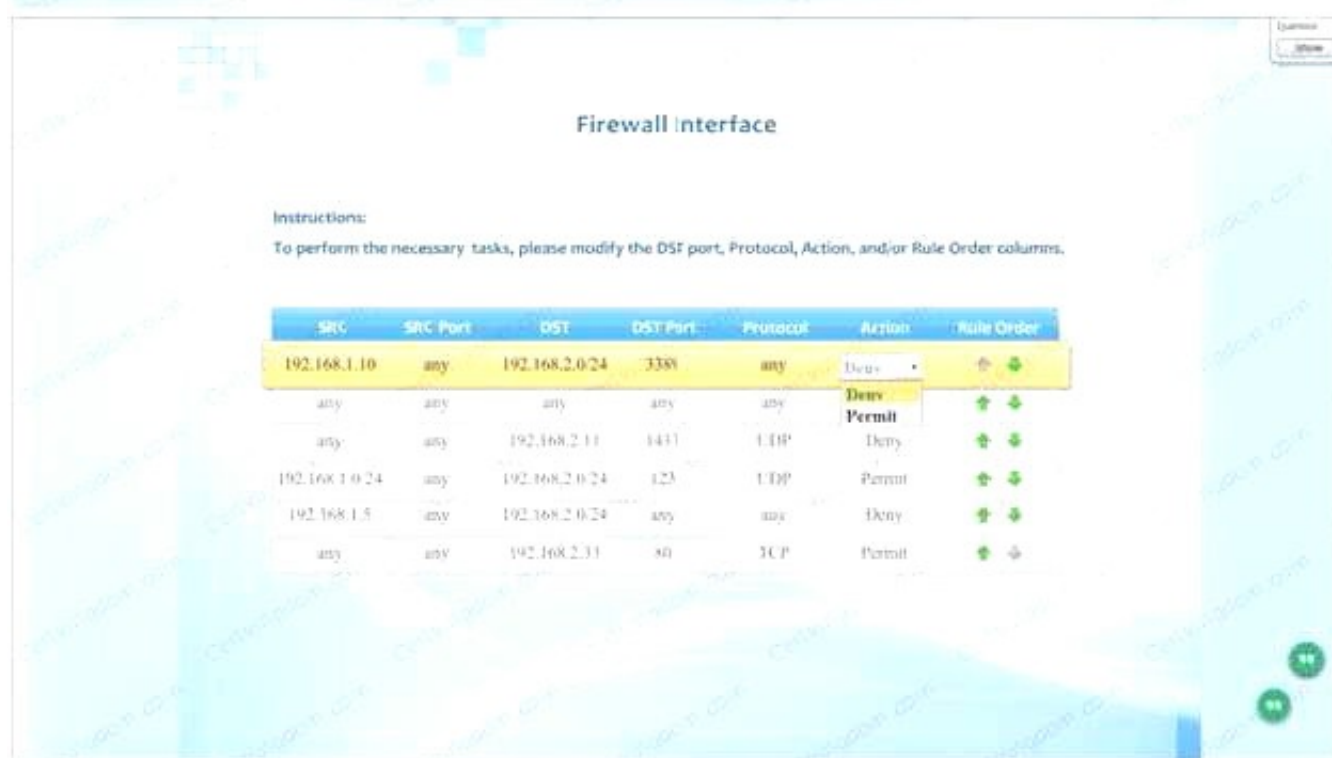 Question
Show
Firewall Interface
Instructions:
To perform the necessary tasks, please modify the DST port, Protocol, Action, and/or Rule Order columns.
SRC SRC Port DST DST Port Protocol Action Rule Order
192.168.1.10 any 192.168.2.0/24 3389 any Deny
Deny
Permit
any any any any any
any any 192.168.2.11 UDP Deny
192.168.1.0/24 any 192.168.2.0/24 123 UDP Permit
192.168.1.5 any 192.168.2.0/24 any any Deny
any any 192.168.2.33 80 TCP Permit